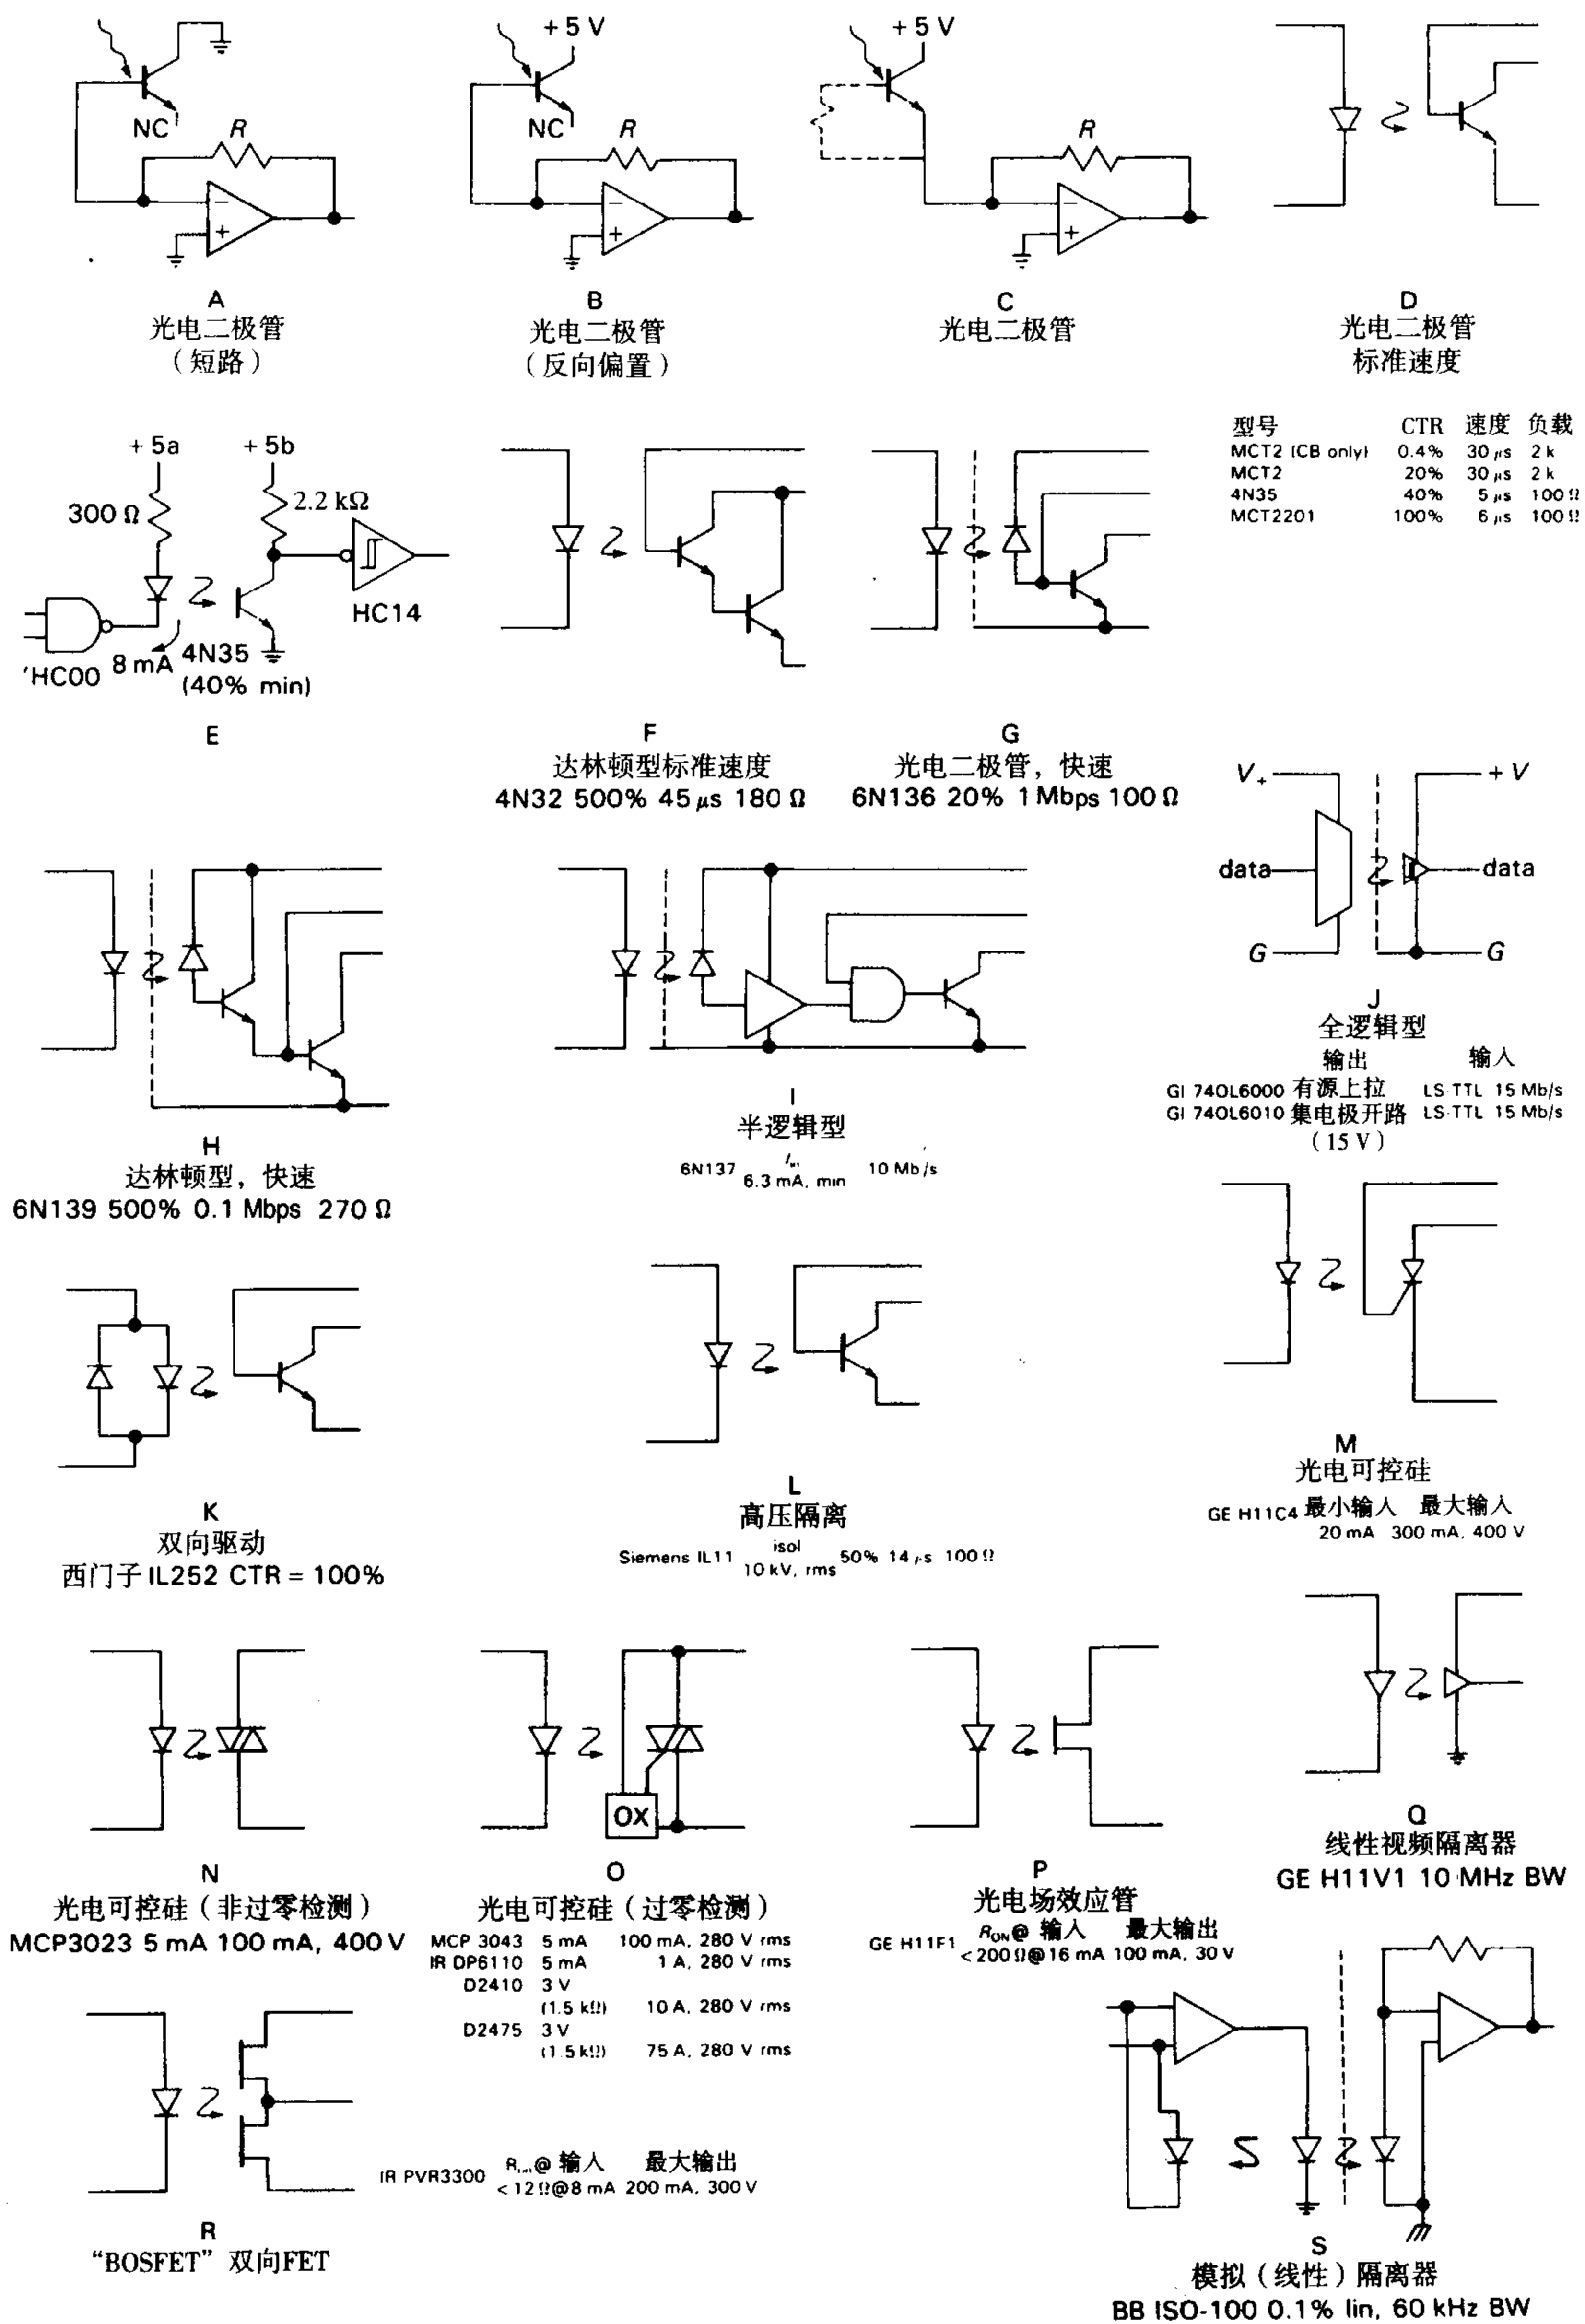 + 5 V
+ 5 V
NC
R
NC
R
R
A
光电二极管
（短路）
B
光电二极管
（反向偏置）
C
光电二极管
D
光电二极管
标准速度
型号 CTR 速度 负载
MCT2 (CB only) 0.4% 30 μs 2 k
MCT2 20% 30 μs 2 k
4N35 40% 5 μs 100 Ω
MCT2201 100% 6 μs 100 Ω
+ 5a
+ 5b
300 Ω
2.2 kΩ
HC14
'HC00
8 mA
4N35
(40% min)
E
F
达林顿型标准速度
4N32 500% 45 μs 180 Ω
G
光电二极管，快速
6N136 20% 1 Mbps 100 Ω
V+
+ V
data
data
G
G
J
全逻辑型
输出 输入
GI 740L6000 有源上拉 LS-TTL 15 Mb/s
GI 740L6010 集电极开路 LS-TTL 15 Mb/s
（15 V）
H
达林顿型，快速
6N139 500% 0.1 Mbps 270 Ω
I
半逻辑型
6N137 6.3 mA, min 10 Mb/s
K
双向驱动
西门子 IL252 CTR = 100%
L
高压隔离
isol
Siemens IL11 10 kV, rms 50% 14 μs 100 Ω
M
光电可控硅
GE H11C4 最小输入 最大输入
20 mA 300 mA, 400 V
N
光电可控硅（非过零检测）
MCP3023 5 mA 100 mA, 400 V
OX
O
光电可控硅（过零检测）
MCP 3043 5 mA 100 mA, 280 V rms
IR DP6110 5 mA 1 A, 280 V rms
D2410 3 V
(1.5 kΩ) 10 A, 280 V rms
D2475 3 V
(1.5 kΩ) 75 A, 280 V rms
P
光电场效应管
RON@ 输入 最大输出
GE H11F1 <200 Ω@16 mA 100 mA, 30 V
Q
线性视频隔离器
GE H11V1 10 MHz BW
R
“BOSFET” 双向FET
@ 输入 最大输出
IR PVR3300 <12 Ω@8 mA 200 mA, 300 V
S
模拟（线性）隔离器
BB ISO-100 0.1% lin, 60 kHz BW